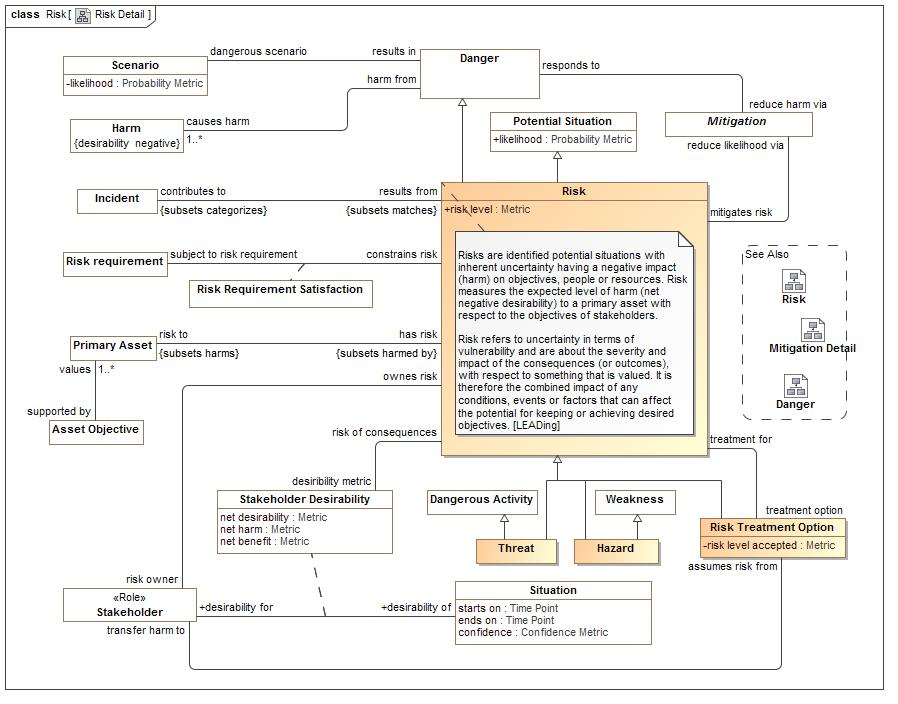 class Risk [ Risk Detail ]
Scenario
-likelihood : Probability Metric
dangerous scenario
results in
Danger
harm from
responds to
Harm
{desirability negative}
causes harm
1..*
Potential Situation
+likelihood : Probability Metric
reduce harm via
Mitigation
reduce likelihood via
Incident
contributes to
{subsets categorizes}
results from
{subsets matches}
Risk
+risk level : Metric
mitigates risk
Risks are identified potential situations with
inherent uncertainty having a negative impact
(harm) on objectives, people or resources. Risk
measures the expected level of harm (net
negative desirability) to a primary asset with
respect to the objectives of stakeholders.
Risk refers to uncertainty in terms of
vulnerability and are about the severity and
impact of the consequences (or outcomes),
with respect to something that is valued. It is
therefore the combined impact of any
conditions, events or factors that can affect
the potential for keeping or achieving desired
objectives. [LEADing]
Risk requirement
subject to risk requirement
constrains risk
Risk Requirement Satisfaction
See Also
Risk
Mitigation Detail
Danger
Primary Asset
risk to
{subsets harms}
has risk
{subsets harmed by}
values
1..*
supported by
Asset Objective
ownes risk
risk of consequences
treatment for
desiribility metric
Stakeholder Desirability
net desirability : Metric
net harm : Metric
net benefit : Metric
Dangerous Activity
Weakness
Threat
Hazard
treatment option
Risk Treatment Option
-risk level accepted : Metric
assumes risk from
risk owner
«Role»
Stakeholder
transfer harm to
+desirability for
+desirability of
Situation
starts on : Time Point
ends on : Time Point
confidence : Confidence Metric